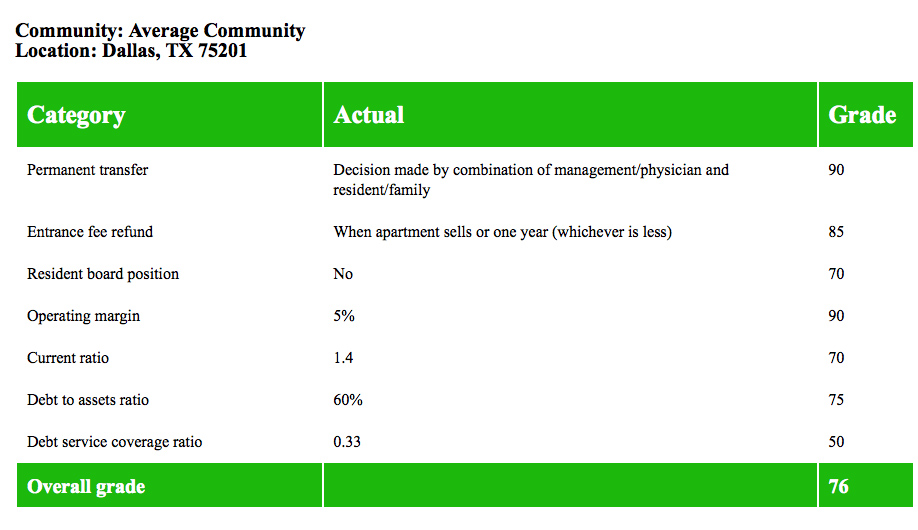 Community: Average Community
Location: Dallas, TX 75201
Category Actual Grade
Permanent transfer Decision made by combination of management/physician and 90
resident/family
Entrance fee refund When apartment sells or one year (whichever is less) 85
Resident board position No 70
Operating margin 5% 90
Current ratio 1.4 70
Debt to assets ratio 60% 75
Debt service coverage ratio 0.33 50
Overall grade 76